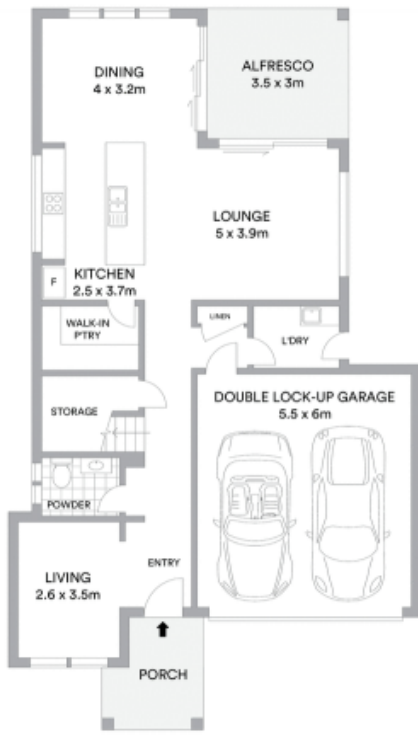 DINING
4 x 3.2m
ALFRESCO
3.5 x 3m
LOUNGE
5 x 3.9m
F
KITCHEN
2.5 x 3.7m
WALK-IN
P'TRY
LINEN
L'DRY
STORAGE
DOUBLE LOCK-UP GARAGE
5.5 x 6m
POWDER
ENTRY
LIVING
2.6 x 3.5m
PORCH